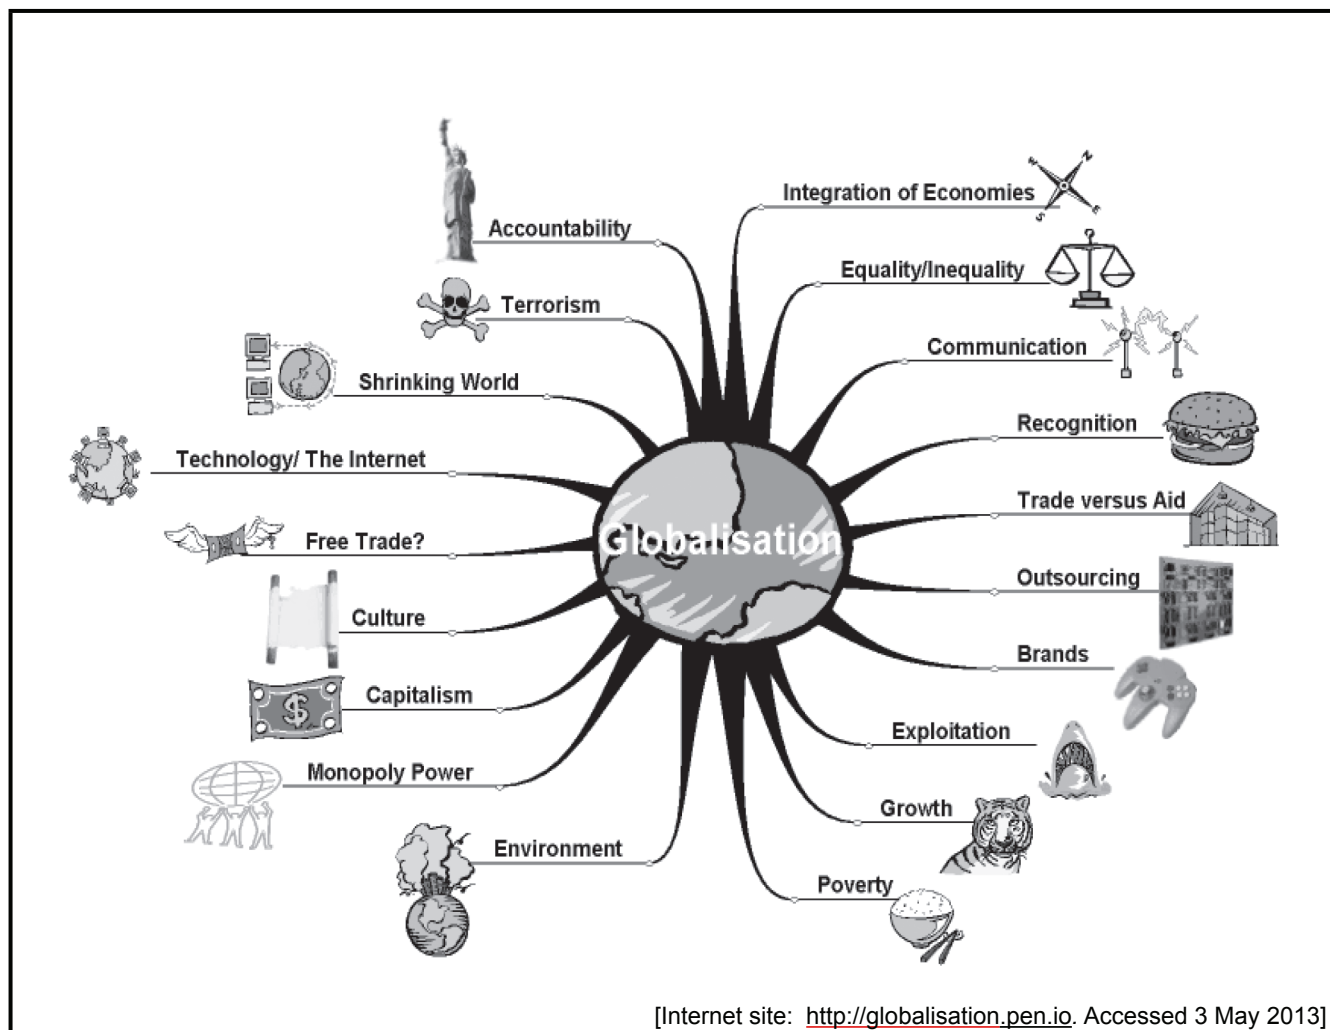 Accountability
Terrorism
Shrinking World
Technology/ The Internet
Free Trade?
Culture
Capitalism
Monopoly Power
Environment
Globalisation
Integration of Economies
W N
S E
Equality/Inequality
Communication
Recognition
Trade versus Aid
Outsourcing
Brands
Exploitation
Growth
Poverty
$
[Internet site: http://globalisation.pen.io. Accessed 3 May 2013]